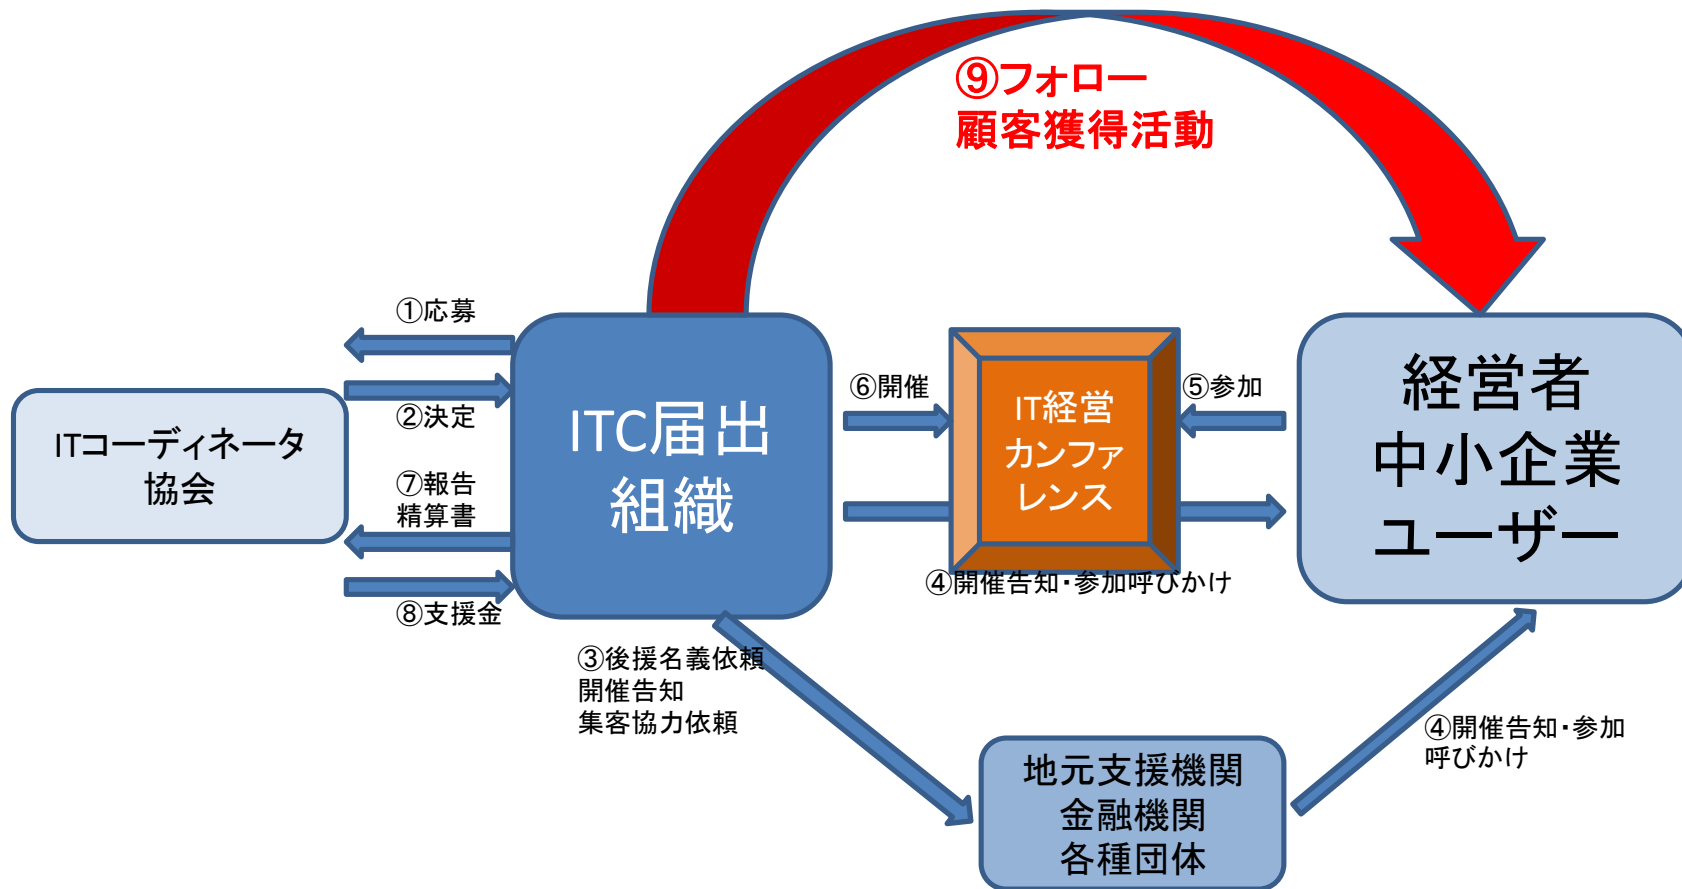 ⑨フォロー
顧客獲得活動
①応募
②決定
ITコーディネータ
協会
⑦報告
精算書
⑧支援金
ITC届出
組織
⑥開催
IT経営
カンファ
レンス
⑤参加
経営者
中小企業
ユーザー
④開催告知・参加呼びかけ
③後援名義依頼
開催告知
集客協力依頼
地元支援機関
金融機関
各種団体
④開催告知・参加
呼びかけ